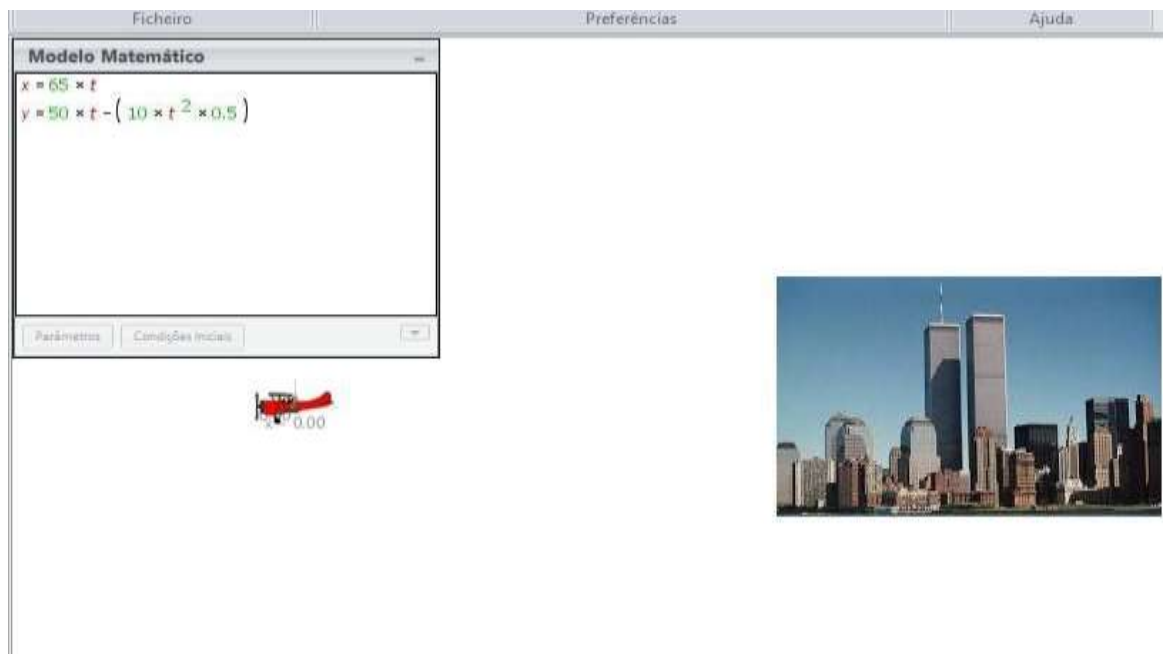 Ficheiro
Preferências
Ajuda
Modelo Matemático
x = 65 × t
y = 50 × t - ( 10 × t 2 × 0.5 )
Parâmetros
Condições Iniciais
0.00